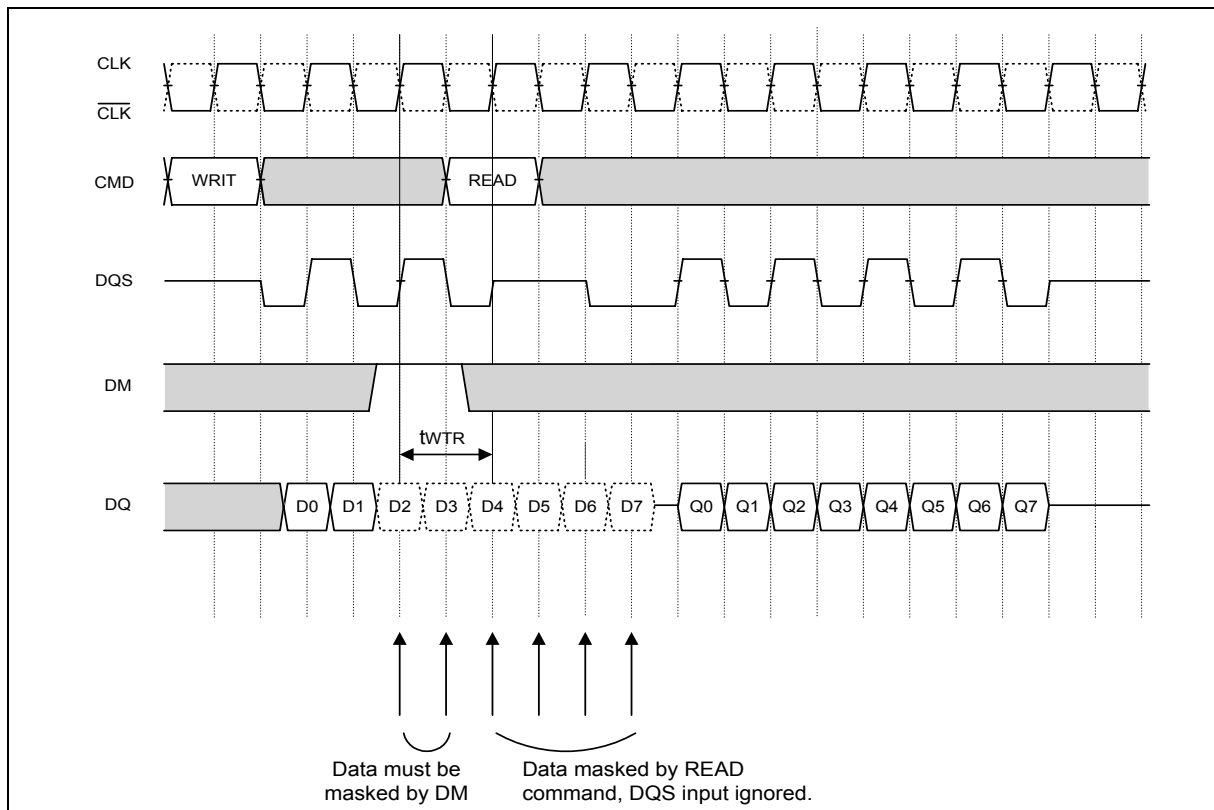 CLK
CLK
CMD WRIT READ
DQS
DM
tWTR
DQ D0 D1 D2 D3 D4 D5 D6 D7 Q0 Q1 Q2 Q3 Q4 Q5 Q6 Q7
Data must be
masked by DM
Data masked by READ
command, DQS input ignored.